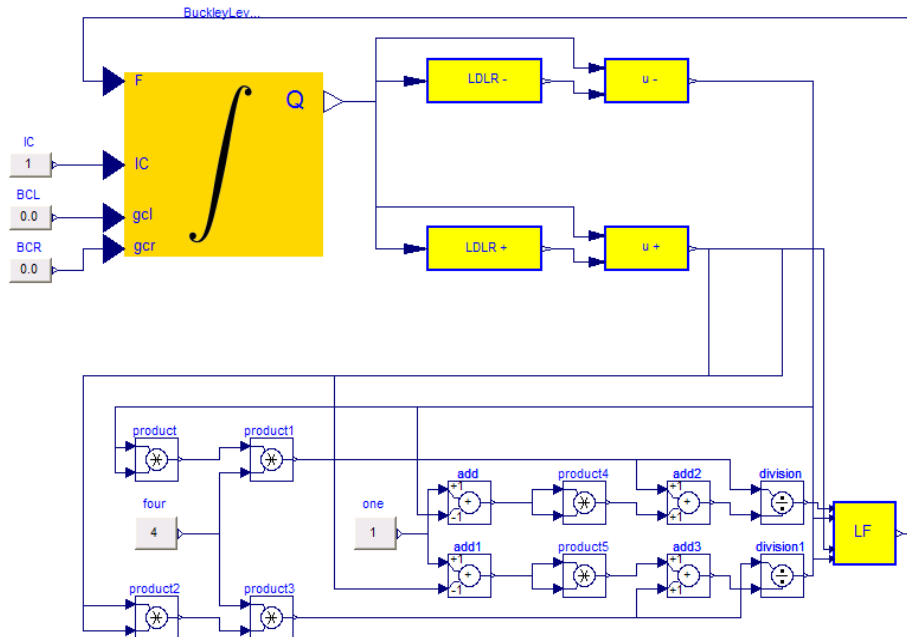 BuckleyLev...
F
Q
LDLR -
u -
IC
1
IC
BCL
0.0
gcl
BCR
0.0
gcr
LDLR +
u +
product
product1
four
4
one
1
add
+1
+
-1
product4
add2
+1
+
+1
division
LF
add1
+1
+
-1
product5
add3
+1
+
+1
division1
product2
product3